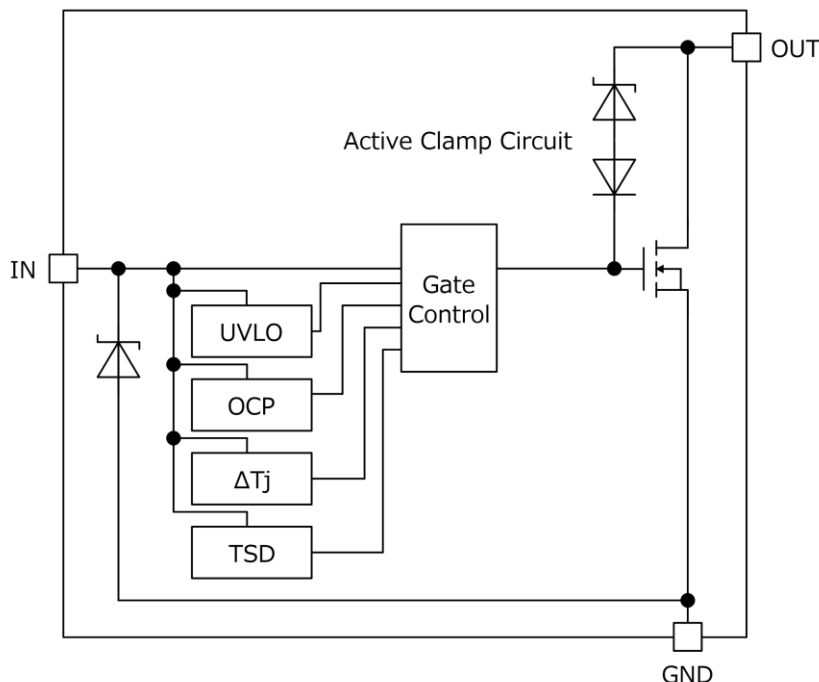 OUT
Active Clamp Circuit
IN
Gate
Control
UVLO
OCP
ΔTj
TSD
GND